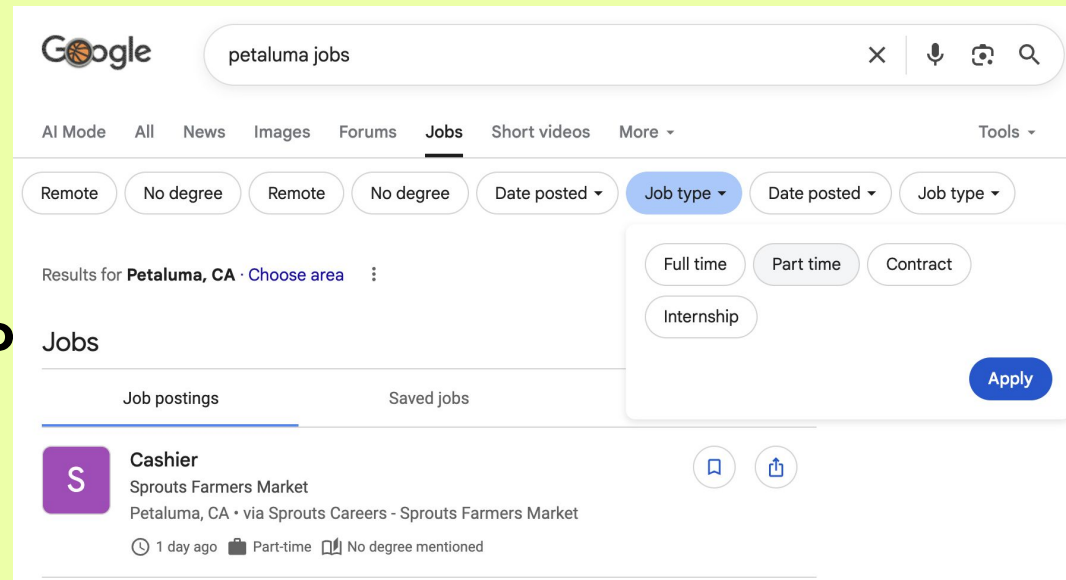 Google
petaluma jobs
AI Mode All News Images Forums Jobs Short videos More Tools
Remote No degree Remote No degree Date posted Job type Date posted Job type
Full time Part time Contract
Results for Petaluma, CA · Choose area
Internship
Jobs
Apply
Job postings Saved jobs
S
Cashier
Sprouts Farmers Market
Petaluma, CA • via Sprouts Careers - Sprouts Farmers Market
1 day ago Part-time No degree mentioned